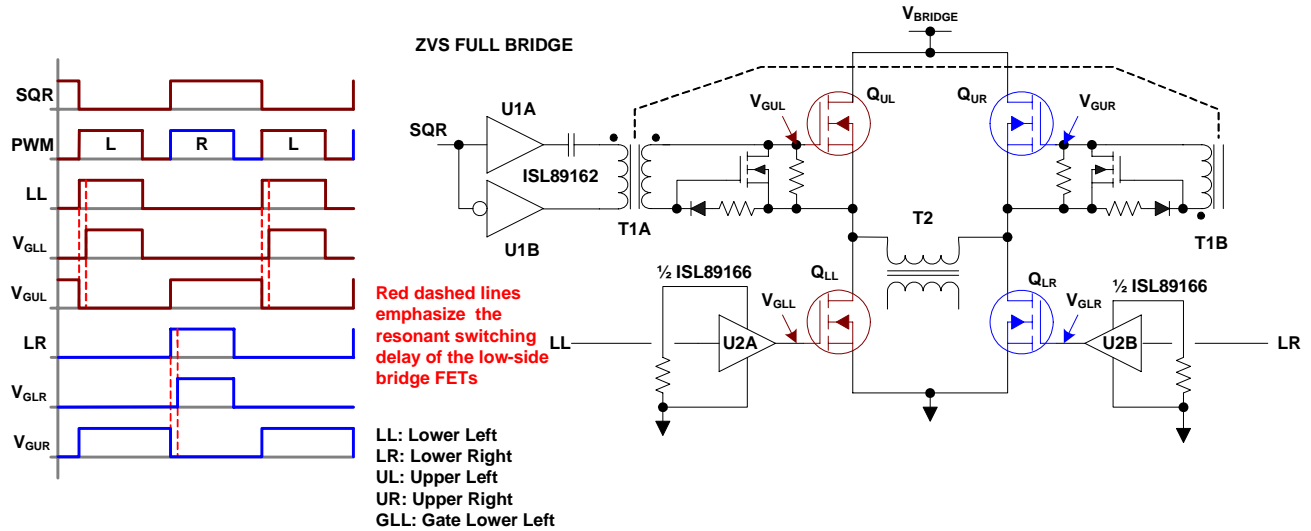 ZVS FULL BRIDGE
VBRIDGE
SQR
PWM
L
R
L
LL
VGLL
VGUL
LR
VGLR
VGUR
Red dashed lines
emphasize the
resonant switching
delay of the low-side
bridge FETs
LL: Lower Left
LR: Lower Right
UL: Upper Left
UR: Upper Right
GLL: Gate Lower Left
SQR
U1A
ISL89162
U1B
T1A
VGUL
QUL
QUR
VGUR
T1B
T2
½ ISL89166
QLL
VGLL
LL
U2A
QLR
VGLR
½ ISL89166
U2B
LR